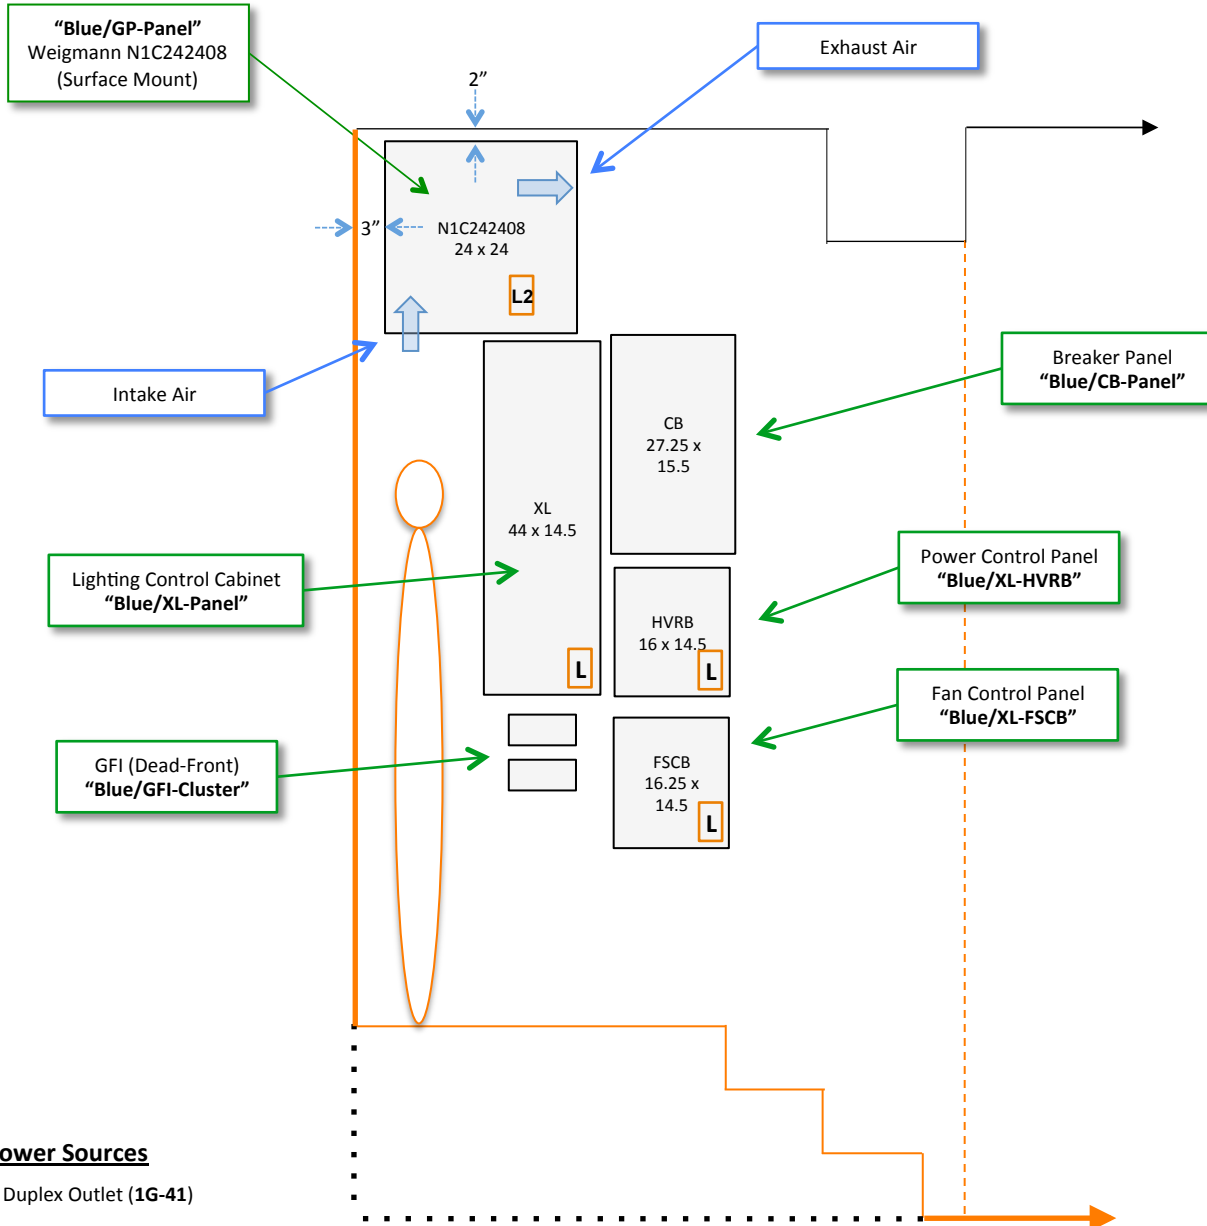 “Blue/GP-Panel”
Weigmann N1C242408
(Surface Mount)
Exhaust Air
2”
3”
N1C242408
24 x 24
L2
Intake Air
Breaker Panel
“Blue/CB-Panel”
CB
27.25 x
15.5
XL
44 x 14.5
L
Lighting Control Cabinet
“Blue/XL-Panel”
Power Control Panel
“Blue/XL-HVRB”
HVRB
16 x 14.5
L
Fan Control Panel
“Blue/XL-FSCB”
GFI (Dead-Front)
“Blue/GFI-Cluster”
FSCB
16.25 x
14.5
L
ower Sources
Duplex Outlet (1G-41)